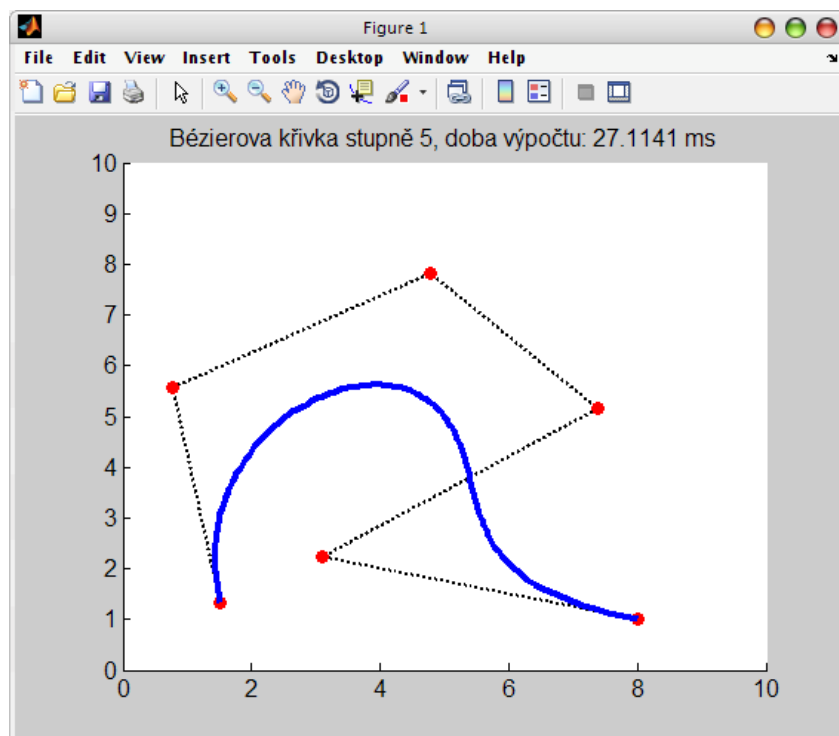 Figure 1
File Edit View Insert Tools Desktop Window Help
Bézierova křivka stupně 5, doba výpočtu: 27.1141 ms
10
9
8
7
6
5
4
3
2
1
0
0 2 4 6 8 10